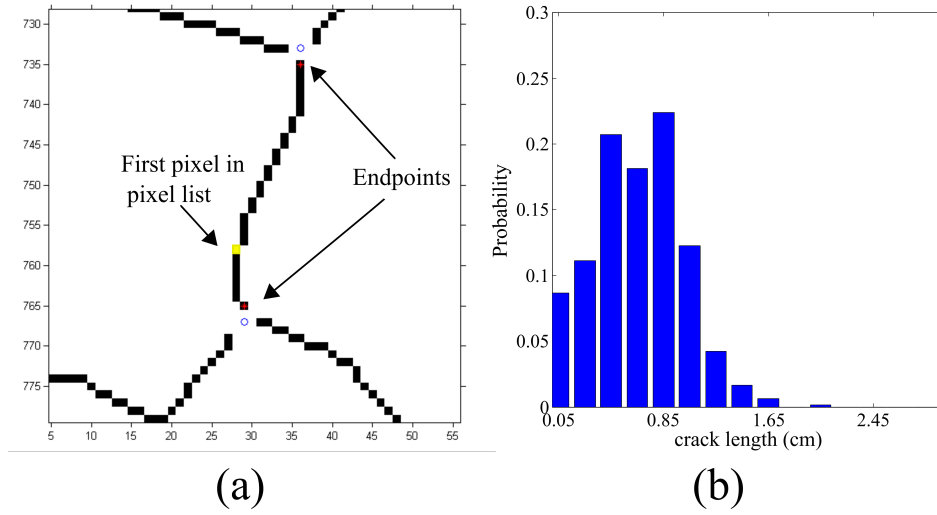 730
735
740
745
750
755
760
765
770
775
5 10 15 20 25 30 35 40 45 50 55
First pixel in
pixel list
Endpoints
(a)
0.3
0.25
0.2
0.15
0.1
0.05
0
Probability
0.05 0.85 1.65 2.45
crack length (cm)
(b)